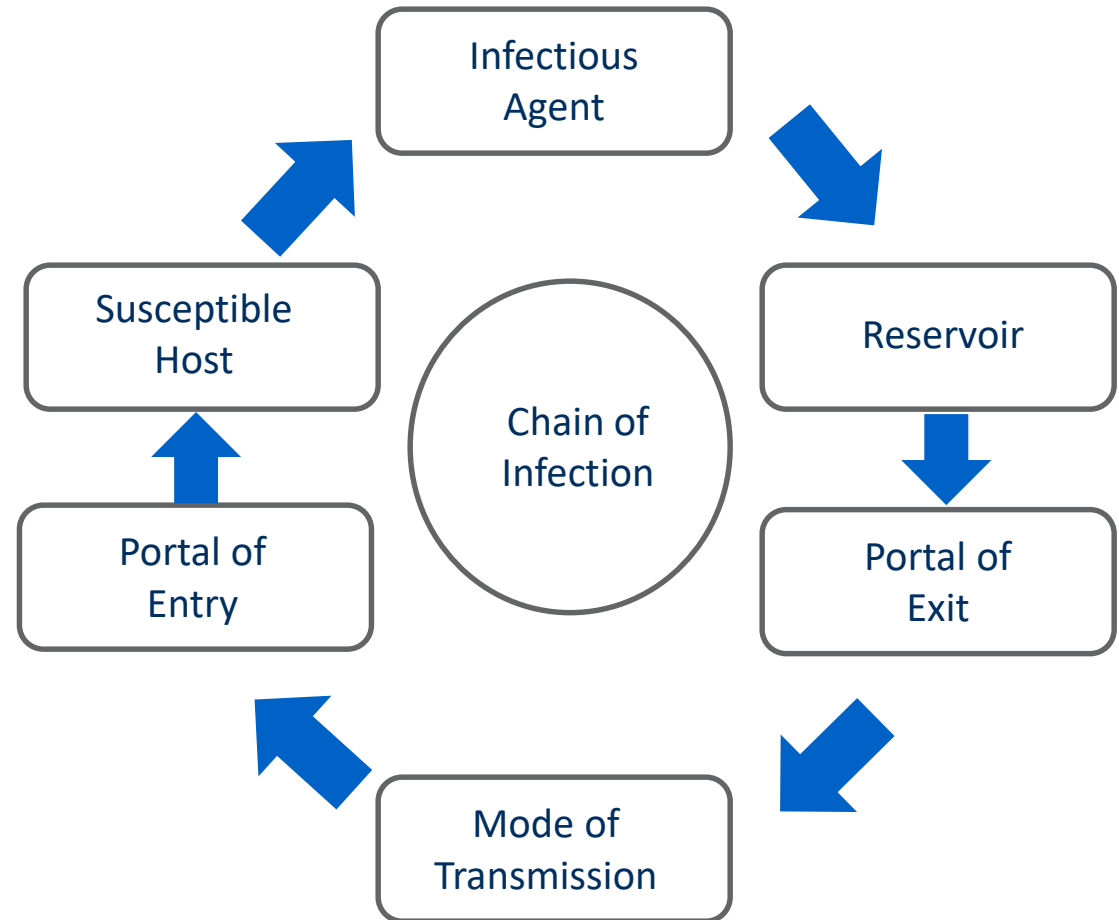 Infectious
Agent
Reservoir
Portal of
Exit
Mode of
Transmission
Portal of
Entry
Susceptible
Host
Chain of
Infection